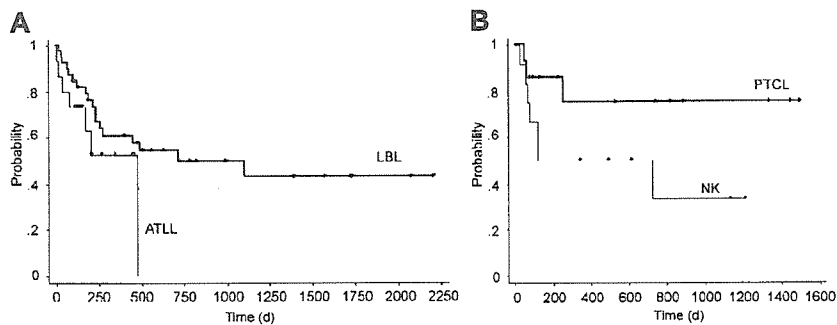 A
B
1
.8
.6
.4
.2
0
Probability
LBL
ATLL
0 250 500 750 1000 1250 1500 1750 2000 2250
Time (d)
1
.8
.6
.4
.2
0
Probability
PTCL
NK
0 200 400 600 800 1000 1200 1400 1600
Time (d)